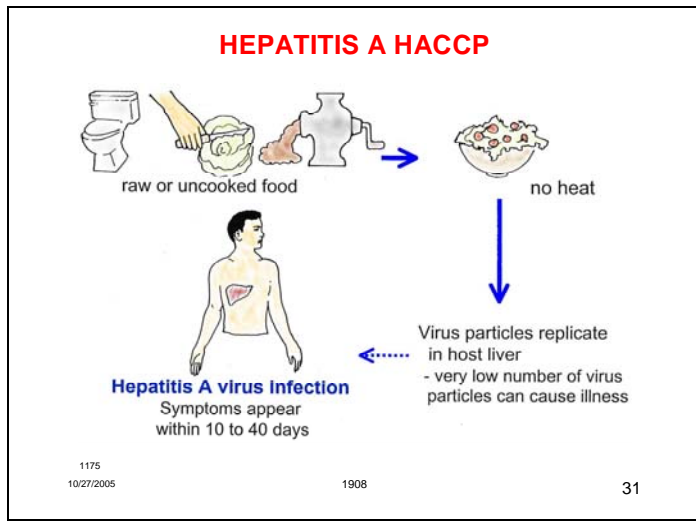 HEPATITIS A HACCP
raw or uncooked food
no heat
Virus particles replicate
in host liver
- very low number of virus
particles can cause illness
Hepatitis A virus infection
Symptoms appear
within 10 to 40 days
1175
10/27/2005
1908
31